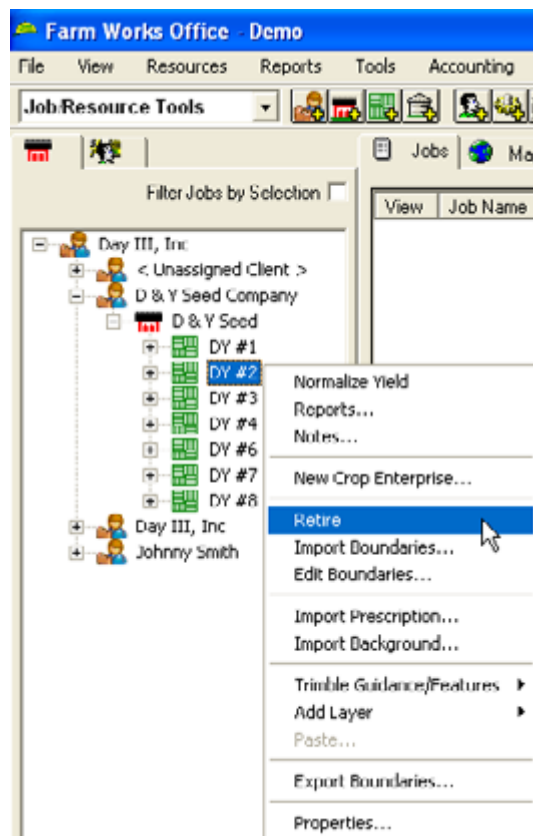 Farm Works Office - Demo
File View Resources Reports Tools Accounting
Job/Resource Tools
Jobs
Filter Jobs by Selection
View Job Name
Day III, Inc
< Unassigned Client >
D & Y Seed Company
D & Y Seed
DY #1
DY #2
DY #3
DY #4
DY #6
DY #7
DY #8
Day III, Inc
Johnny Smith
Normalize Yield
Reports...
Notes...
New Crop Enterprise...
Retire
Import Boundaries...
Edit Boundaries...
Import Prescription...
Import Background...
Trimble Guidance/Features
Add Layer
Paste...
Export Boundaries...
Properties...